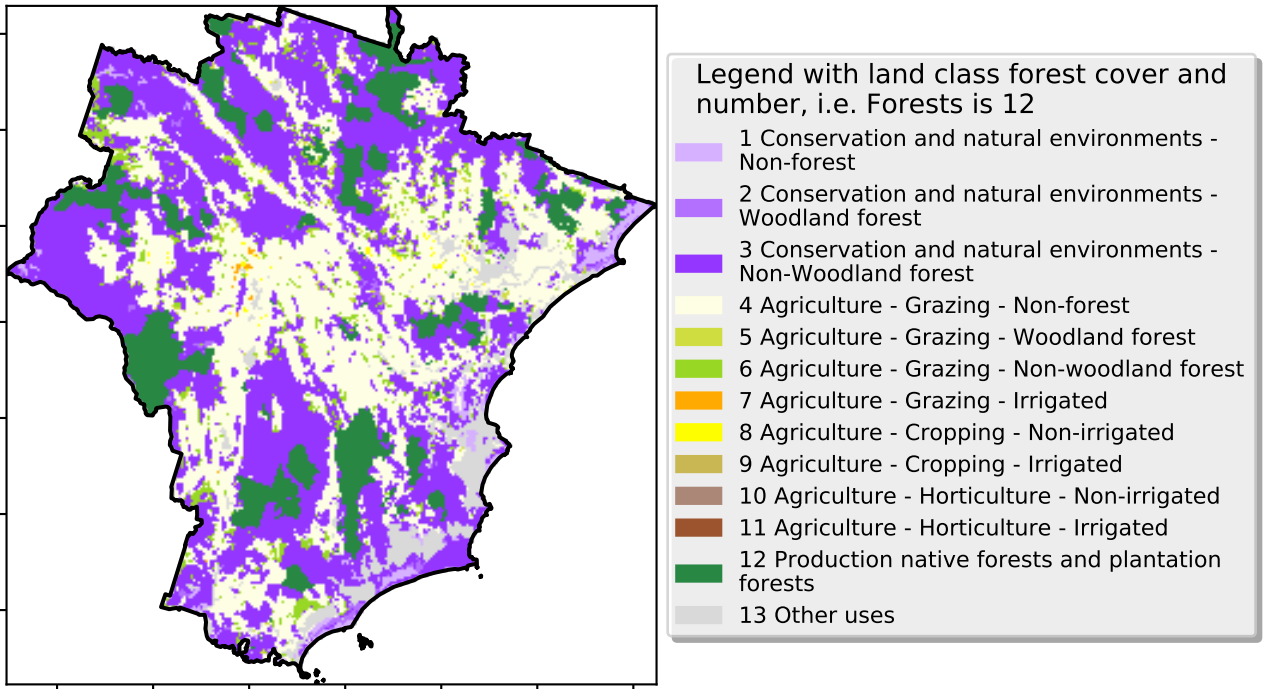 Legend with land class forest cover and
number, i.e. Forests is 12
1 Conservation and natural environments -
Non-forest
2 Conservation and natural environments -
Woodland forest
3 Conservation and natural environments -
Non-Woodland forest
4 Agriculture - Grazing - Non-forest
5 Agriculture - Grazing - Woodland forest
6 Agriculture - Grazing - Non-woodland forest
7 Agriculture - Grazing - Irrigated
8 Agriculture - Cropping - Non-irrigated
9 Agriculture - Cropping - Irrigated
10 Agriculture - Horticulture - Non-irrigated
11 Agriculture - Horticulture - Irrigated
12 Production native forests and plantation
forests
13 Other uses